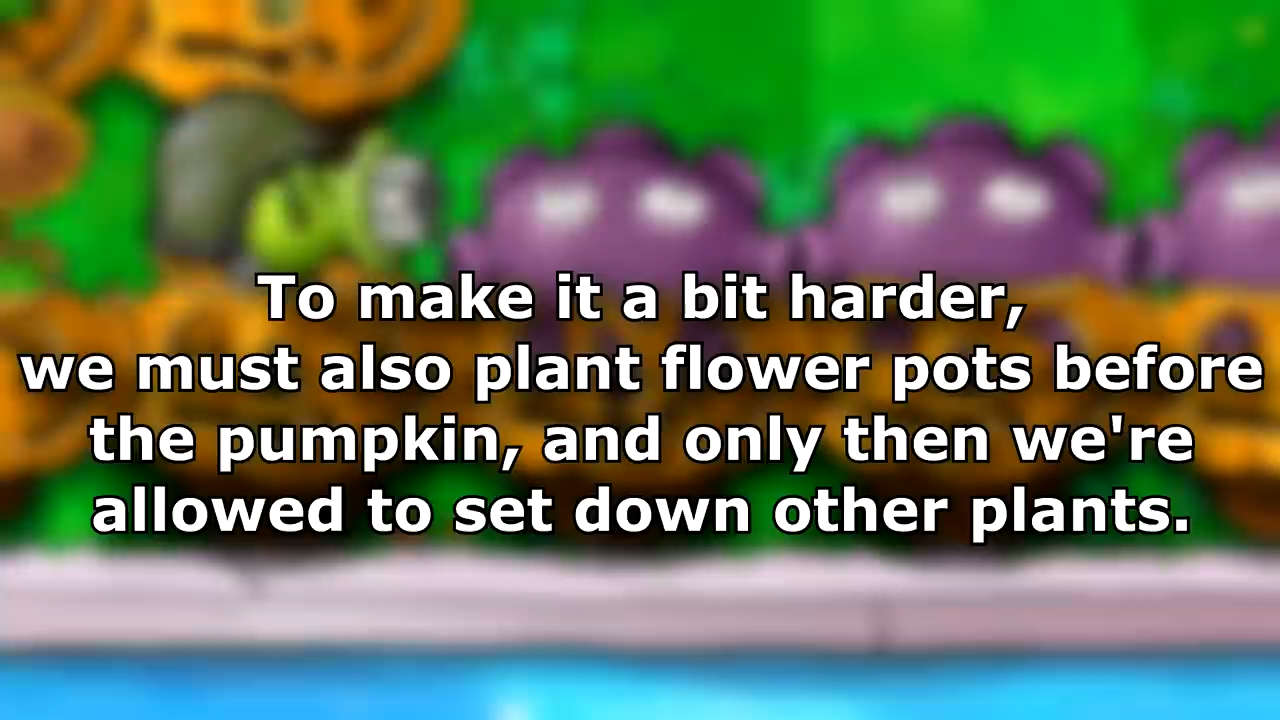 To make it a bit harder,
we must also plant flower pots before
the pumpkin, and only then we're
allowed to set down other plants.